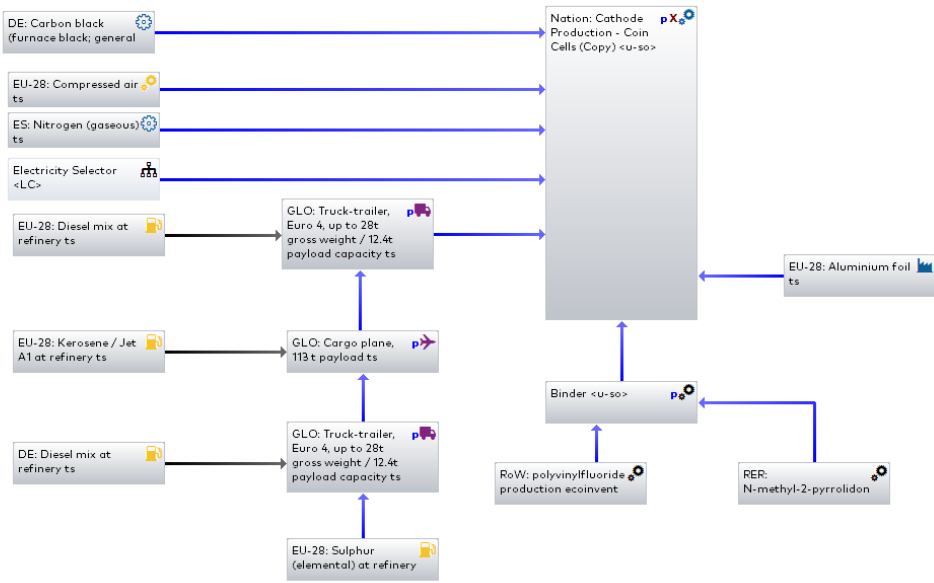 DE: Carbon black
(furnace black; general
Nation: Cathode
Production - Coin
Cells (Copy) <u-so>
pX
EU-28: Compressed air
ts
ES: Nitrogen (gaseous)
ts
Electricity Selector
<LC>
EU-28: Diesel mix at
refinery ts
GLO: Truck-trailer,
Euro 4, up to 28t
gross weight / 12.4t
payload capacity ts
p
EU-28: Aluminium foil
ts
EU-28: Kerosene / Jet
A1 at refinery ts
GLO: Cargo plane,
113 t payload ts
p
Binder <u-so>
p
DE: Diesel mix at
refinery ts
GLO: Truck-trailer,
Euro 4, up to 28t
gross weight / 12.4t
payload capacity ts
p
RoW: polyvinylfluoride
production ecoinvent
RER:
N-methyl-2-pyrrolidon
EU-28: Sulphur
(elemental) at refinery